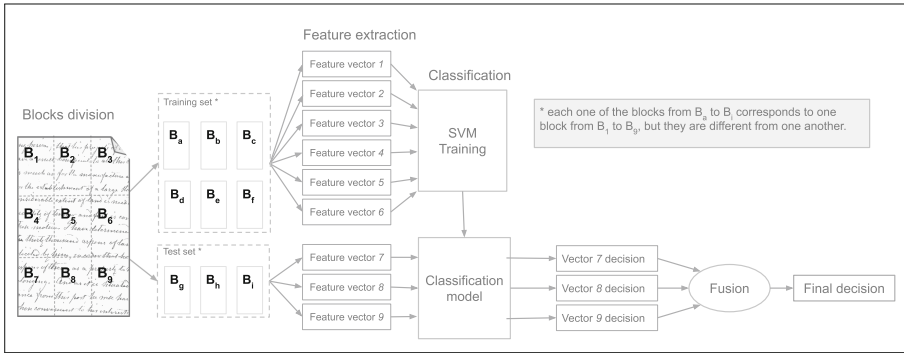 Feature extraction
Feature vector 1
Feature vector 2
Feature vector 3
Feature vector 4
Feature vector 5
Feature vector 6
Classification
SVM
Training
* each one of the blocks from Ba to Bi corresponds to one
block from B1 to B9, but they are different from one another.
Blocks division
B1 B2 B3
B4 B5 B6
B7 B8 B9
Training set *
Ba Bb Bc
Bd Be Bf
Test set *
Bg Bh Bi
Feature vector 7
Feature vector 8
Feature vector 9
Classification
model
Vector 7 decision
Vector 8 decision
Vector 9 decision
Fusion
Final decision